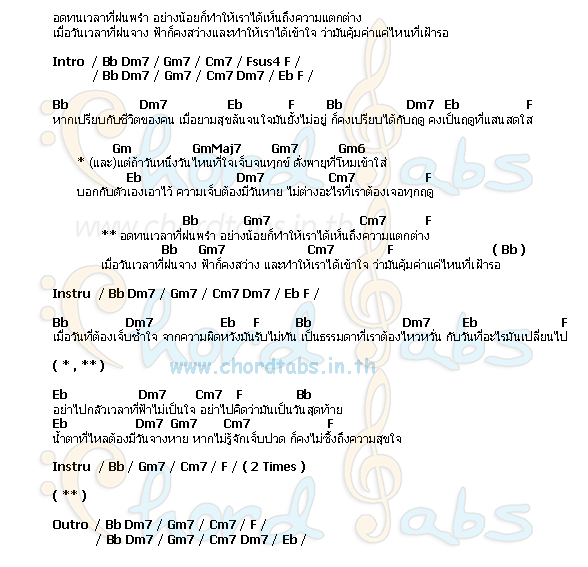 อดทนเวลาที่ฝนพรำ อย่างน้อยก็ทำให้เราได้เห็นถึงความแตกต่าง
เมื่อวันเวลาที่ฝนจาง ฟ้าก็คงสว่างและทำให้เราได้เข้าใจ ว่ามันคุ้มค่าแค่ไหนที่เฝ้ารอ
Intro / Bb Dm7 / Gm7 / Cm7 / Fsus4 F /
/ Bb Dm7 / Gm7 / Cm7 Dm7 / Eb F /
Bb Dm7 Eb F Bb Dm7 Eb F
หากเปรียบกับชีวิตของคน เมื่อยามสุขล้นจนใจมันยั้งไม่อยู่ ก็คงเปรียบได้กับฤดู คงเป็นฤดูที่แสนสดใส
Gm GmMaj7 Gm7 Gm6
* (และ)แต่ถ้าวันหนึ่งวันไหนที่ใจเจ็บจนทุกข์ ดั่งพายุที่โหมเข้าใส่
Eb Dm7 Cm7 F
บอกกับตัวเองเอาไว้ ความเจ็บต้องมีวันหาย ไม่ต่างอะไรที่เราต้องเจอทุกฤดู
www.chordtabs.in.th
Bb Gm7 Cm7 F
** อดทนเวลาที่ฝนพรำ อย่างน้อยก็ทำให้เราได้เห็นถึงความแตกต่าง
Bb Gm7 Cm7 F ( Bb )
เมื่อวันเวลาที่ฝนจาง ฟ้าก็คงสว่าง และทำให้เราได้เข้าใจ ว่ามันคุ้มค่าแค่ไหนที่เฝ้ารอ
Instru / Bb Dm7 / Gm7 / Cm7 Dm7 / Eb F /
Bb Dm7 Eb F Bb Dm7 Eb F
เมื่อวันที่ต้องเจ็บช้ำใจ จากความผิดหวังมันรับไม่ทัน เป็นธรรมดาที่เราต้องไหวหวั่น กับวันที่อะไรมันเปลี่ยนไป
( * , ** )
www.chordtabs.in.th
Eb Dm7 Cm7 F Bb
อย่าไปกลัวเวลาที่ฟ้าไม่เป็นใจ อย่าไปคิดว่ามันเป็นวันสุดท้าย
Eb Dm7 Gm7 Cm7 F
น้ำตาที่ไหลต้องมีวันจางหาย หากไม่รู้จักเจ็บปวด ก็คงไม่ซึ้งถึงความสุขใจ
Instru / Bb / Gm7 / Cm7 / F / ( 2 Times )
( ** )
Outro / Bb Dm7 / Gm7 / Cm7 / F /
/ Bb Dm7 / Gm7 / Cm7 Dm7 / Eb /